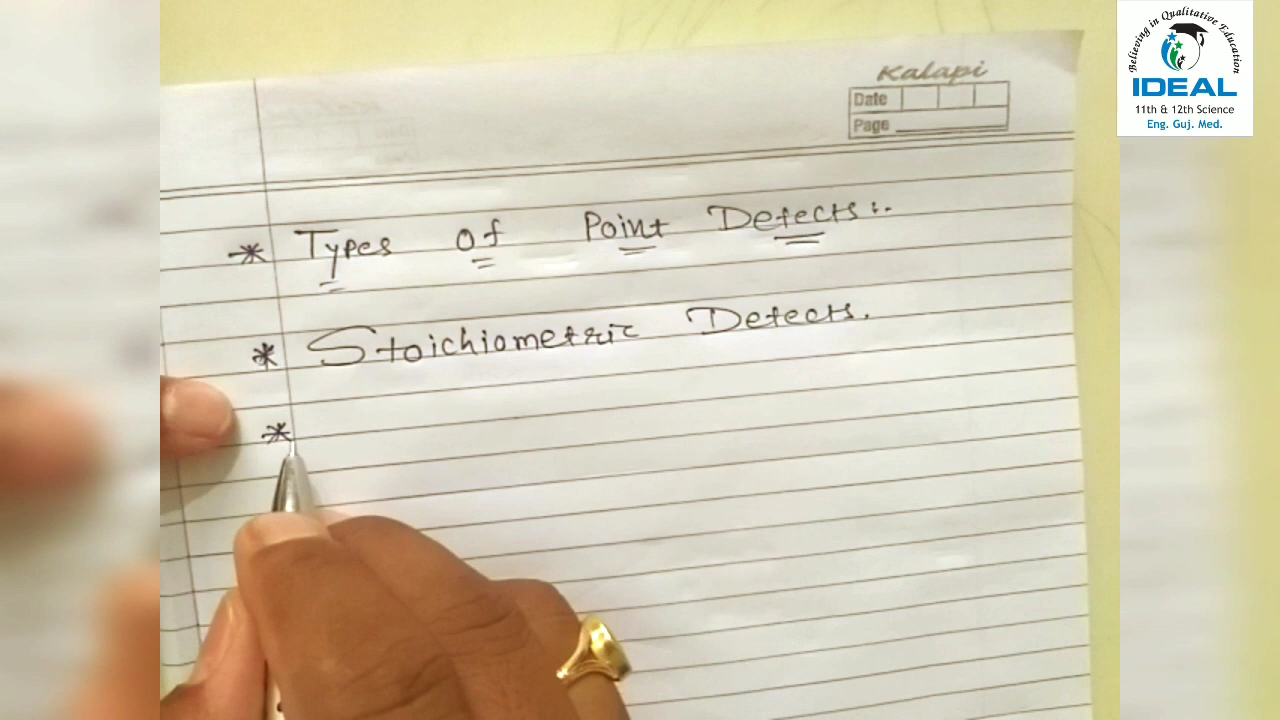 Believing in Qualitative Education
IDEAL
11th & 12th Science
Eng. Guj. Med.
Kalapi
Date
Page
* Types of Point Defects:-
* Stoichiometric Defects.
*